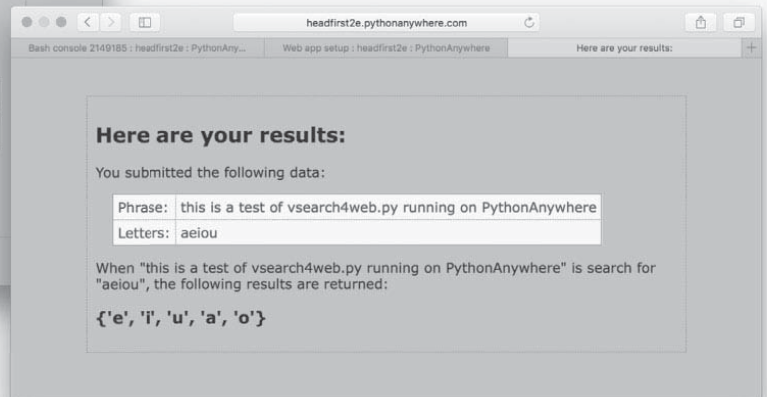 headfirst2e.pythonanywhere.com
Bash console 2149185 : headfirst2e : PythonAny...
Web app setup : headfirst2e : PythonAnywhere
Here are your results:
Here are your results:
You submitted the following data:
Phrase: this is a test of vsearch4web.py running on PythonAnywhere
Letters: aeiou
When "this is a test of vsearch4web.py running on PythonAnywhere" is search for
"aeiou", the following results are returned:
{'e', 'i', 'u', 'a', 'o'}